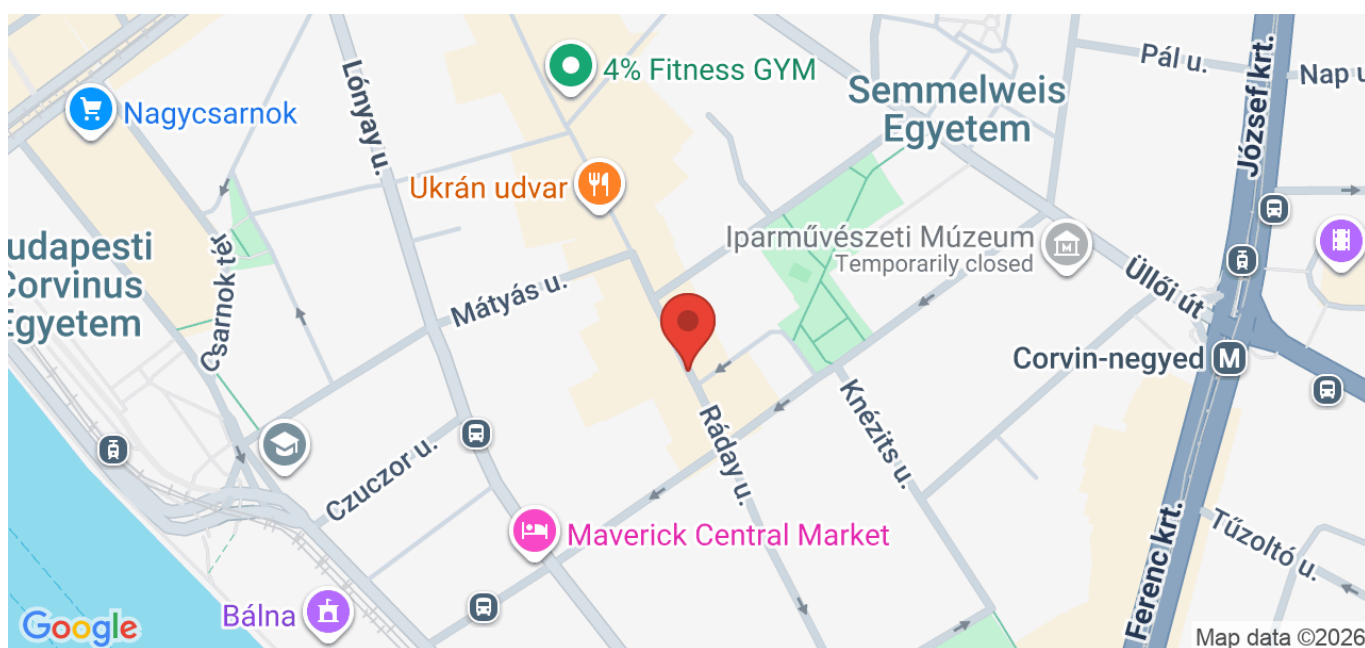 4% Fitness GYM
Pál u.
Nap u
Nagycsarnok
Lónyay u.
Semmelweis
Egyetem
József krt.
Ukrán udvar
Iparművészeti Múzeum
Temporarily closed
udapesti
Corvinus
Egyetem
Csarnok tér
Mátyás u.
Üllői út
Corvin-negyed
M
Ráday u.
Knézits u.
Czuczor u.
Maverick Central Market
Tűzoltó u.
Ferenc krt.
Bálna
Google
Map data ©2026